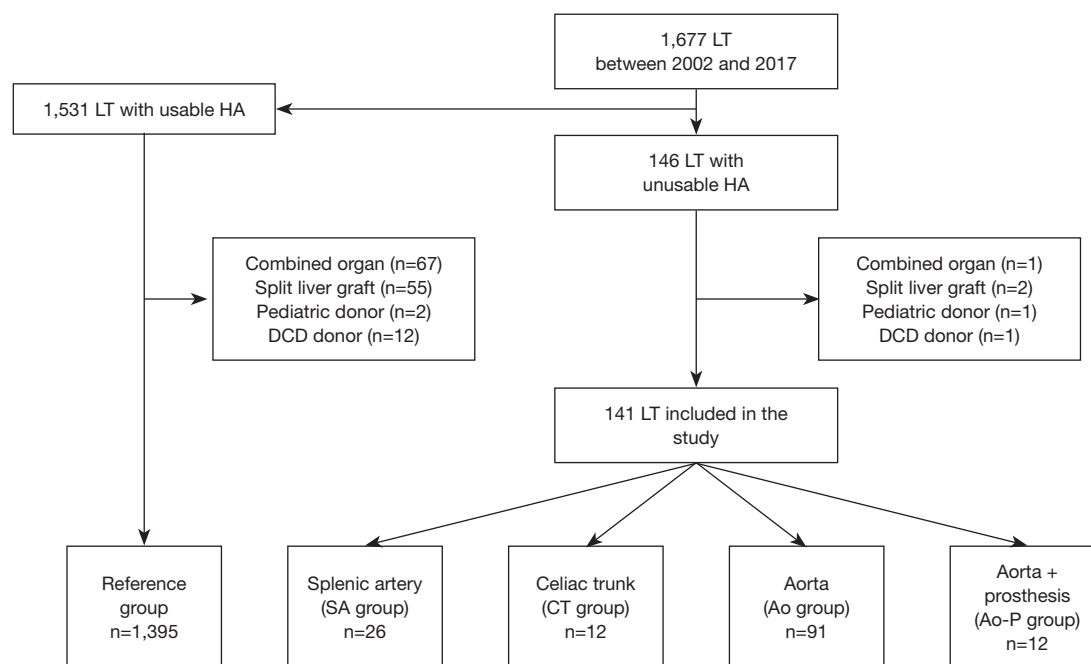 1,677 LT
between 2002 and 2017
1,531 LT with usable HA
146 LT with
unusable HA
Combined organ (n=67)
Split liver graft (n=55)
Pediatric donor (n=2)
DCD donor (n=12)
Combined organ (n=1)
Split liver graft (n=2)
Pediatric donor (n=1)
DCD donor (n=1)
141 LT included in the
study
Reference
group
n=1,395
Splenic artery
(SA group)
n=26
Celiac trunk
(CT group)
n=12
Aorta
(Ao group)
n=91
Aorta +
prosthesis
(Ao-P group)
n=12